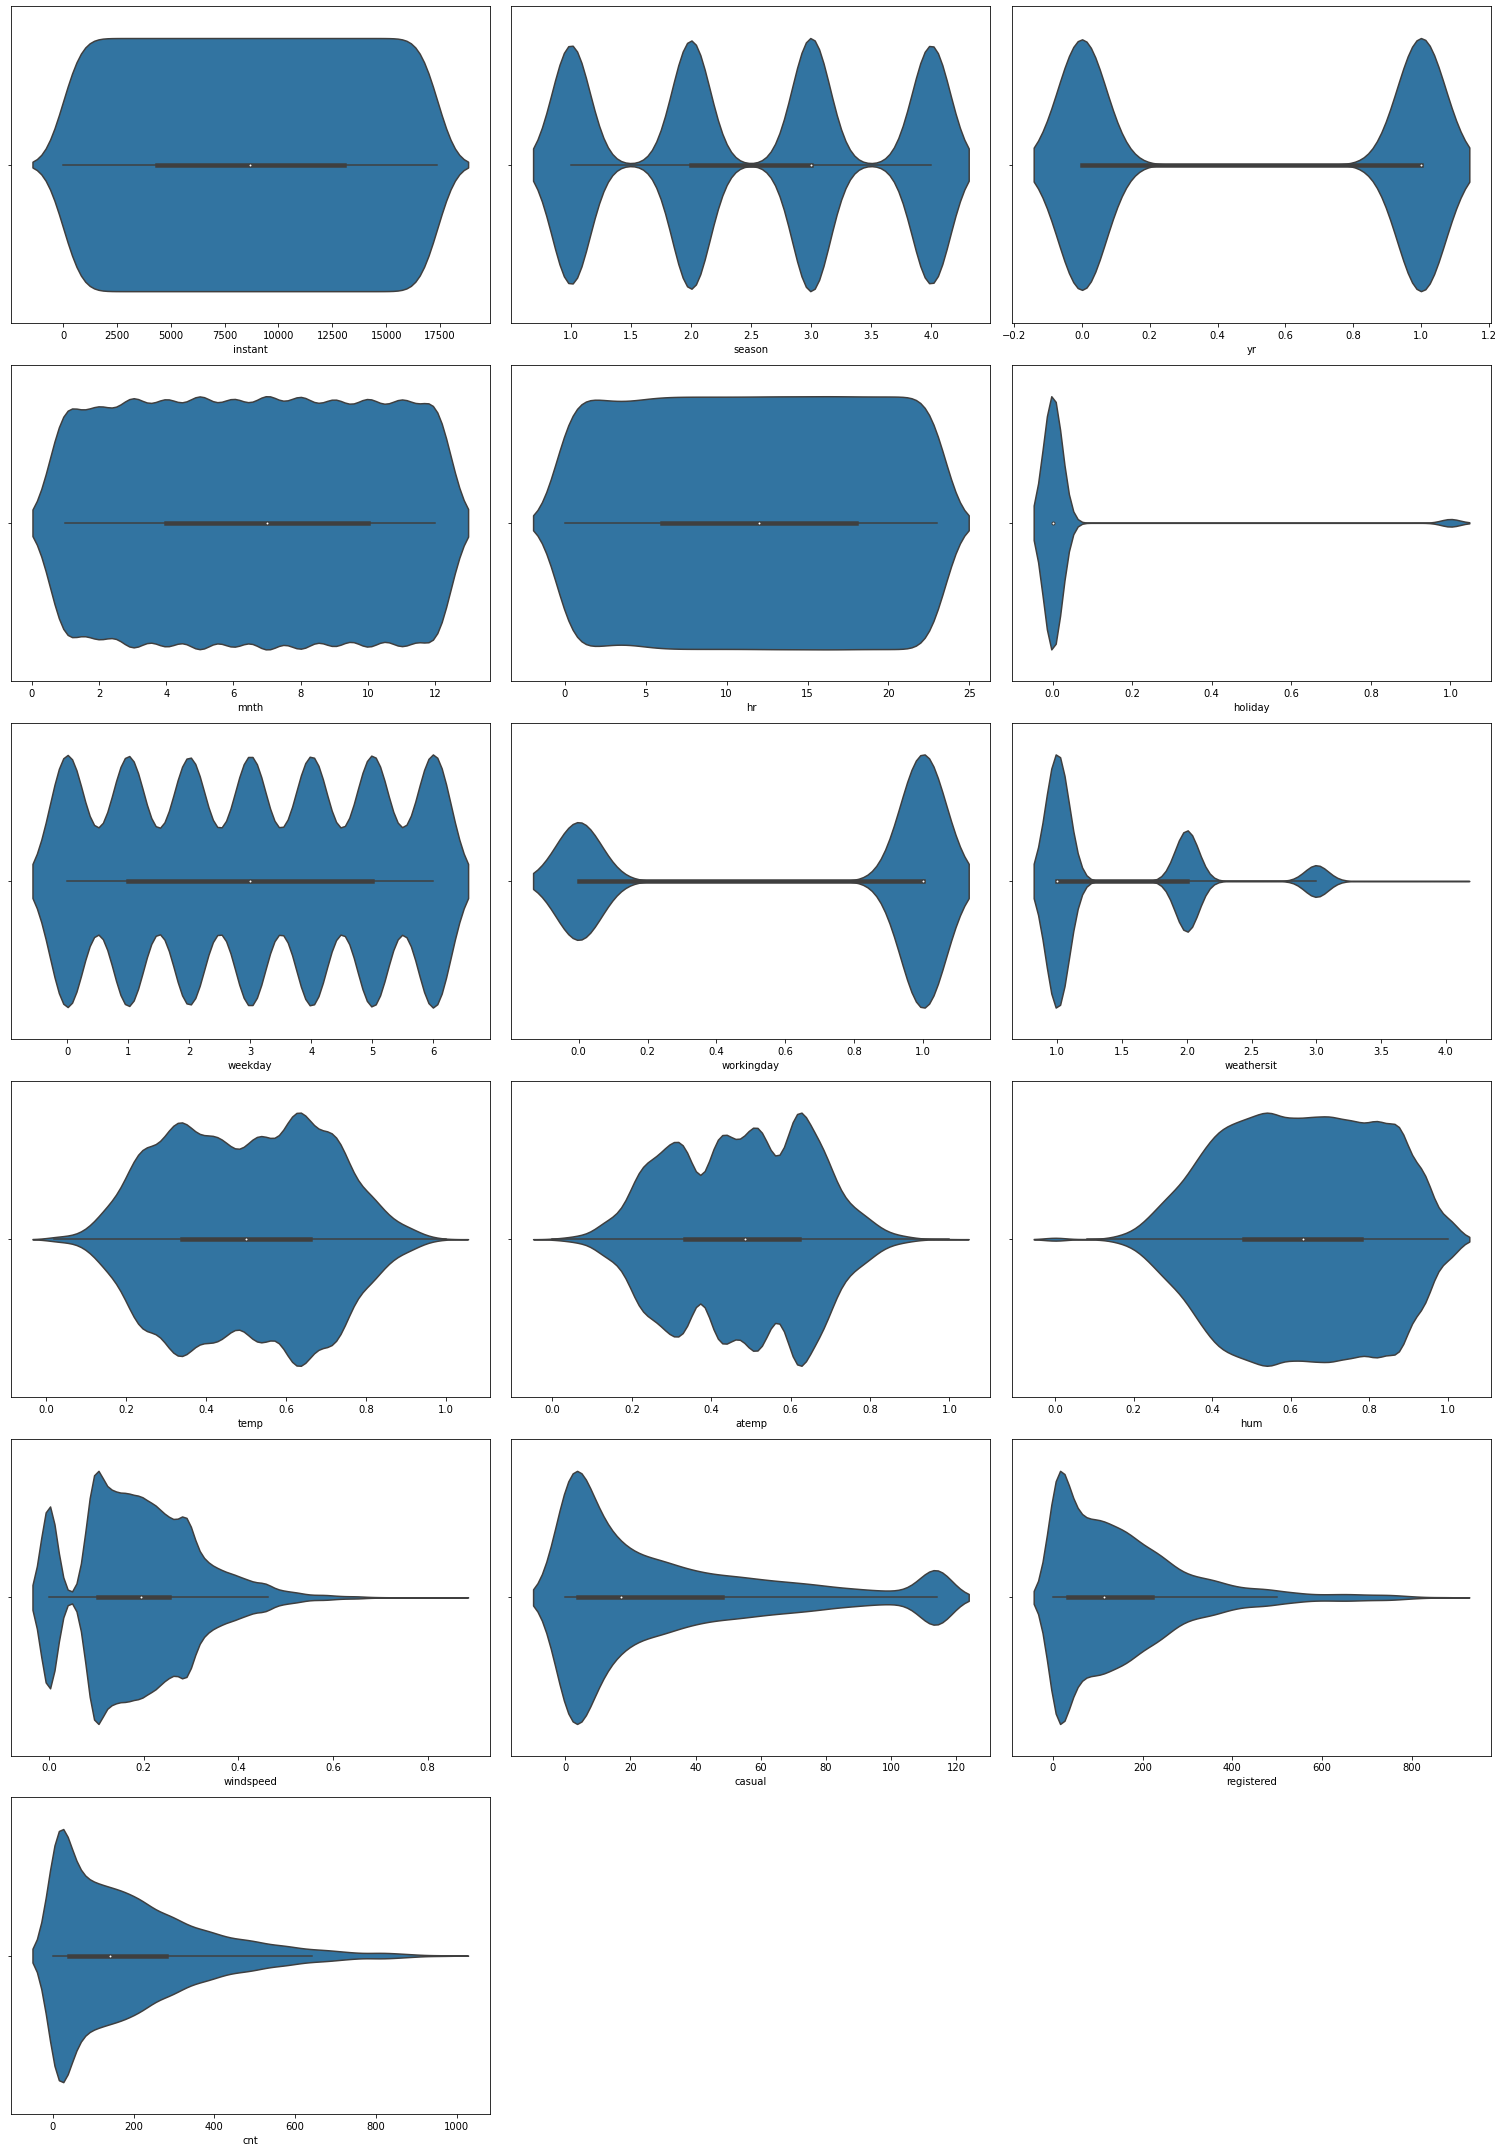 0 2500 5000 7500 10000 12500 15000 17500
instant
1.0 1.5 2.0 2.5 3.0 3.5 4.0
season
−0.2 0.0 0.2 0.4 0.6 0.8 1.0 1.2
yr
0 2 4 6 8 10 12
mnth
0 5 10 15 20 25
hr
0.0 0.2 0.4 0.6 0.8 1.0
holiday
0 1 2 3 4 5 6
weekday
0.0 0.2 0.4 0.6 0.8 1.0
workingday
1.0 1.5 2.0 2.5 3.0 3.5 4.0
weathersit
0.0 0.2 0.4 0.6 0.8 1.0
temp
0.0 0.2 0.4 0.6 0.8 1.0
atemp
0.0 0.2 0.4 0.6 0.8 1.0
hum
0.0 0.2 0.4 0.6 0.8
windspeed
0 20 40 60 80 100 120
casual
0 200 400 600 800
registered
0 200 400 600 800 1000
cnt